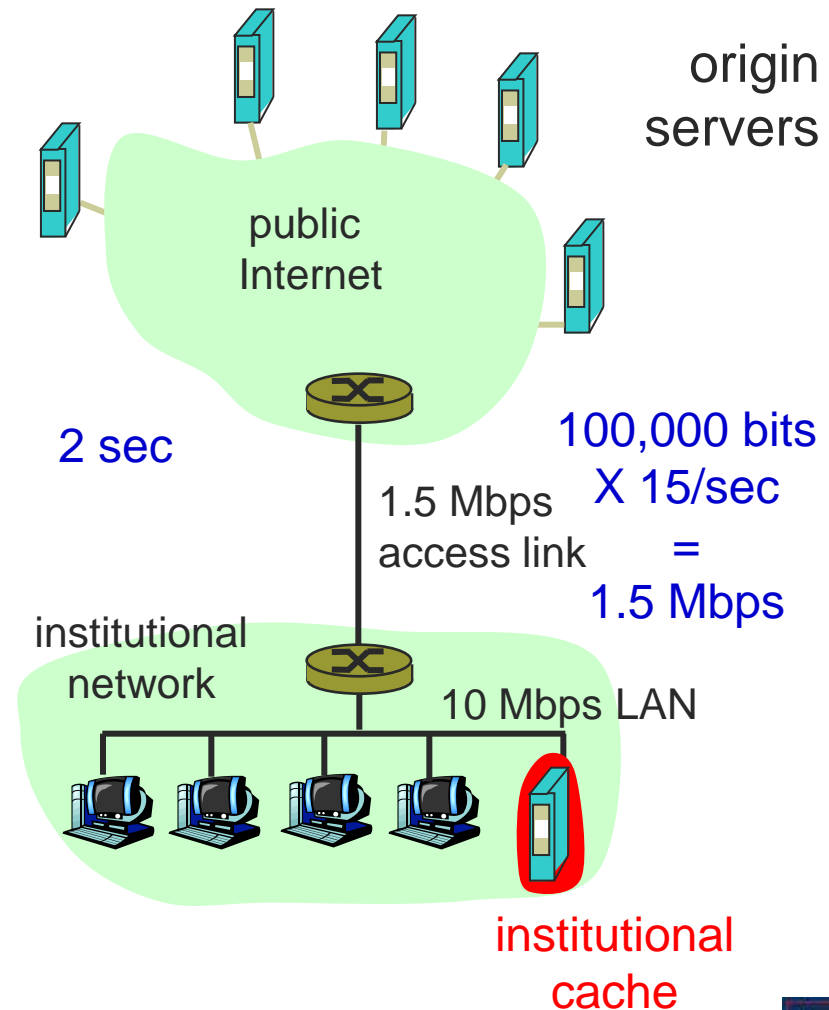 origin
servers
public
Internet
2 sec
100,000 bits
X 15/sec
=
1.5 Mbps
1.5 Mbps
access link
institutional
network
10 Mbps LAN
institutional
cache